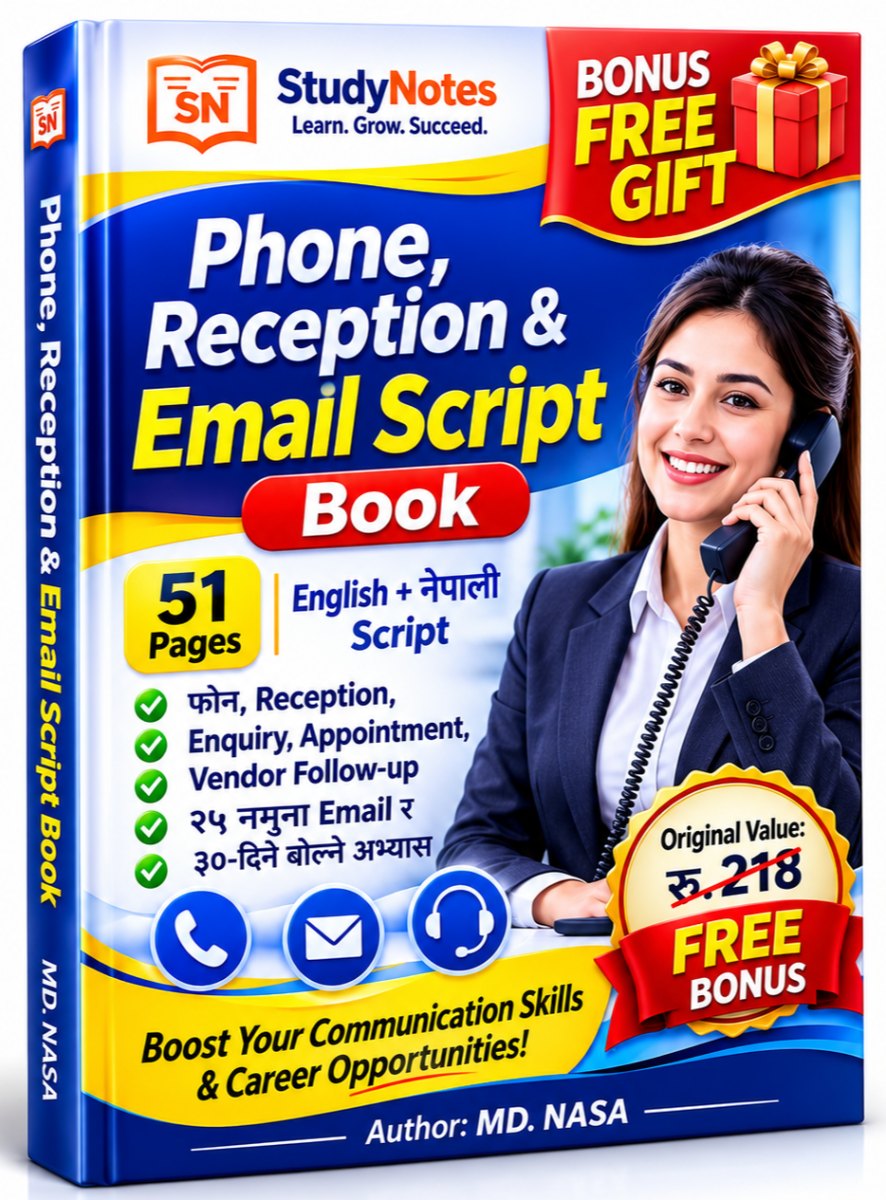 SN
StudyNotes
Learn. Grow. Succeed.
BONUS
FREE
GIFT
Phone,
Reception &
Email Script
Book
51
Pages
English + नेपाली
Script
फोन, Reception,
Enquiry, Appointment,
Vendor Follow-up
२५ नमुना Email र
३०-दिने बोल्ने अभ्यास
Original Value:
रु. 218
FREE
BONUS
Boost Your Communication Skills
& Career Opportunities!
Author: MD. NASA
SN
Phone, Reception & Email Script Book
MD. NASA